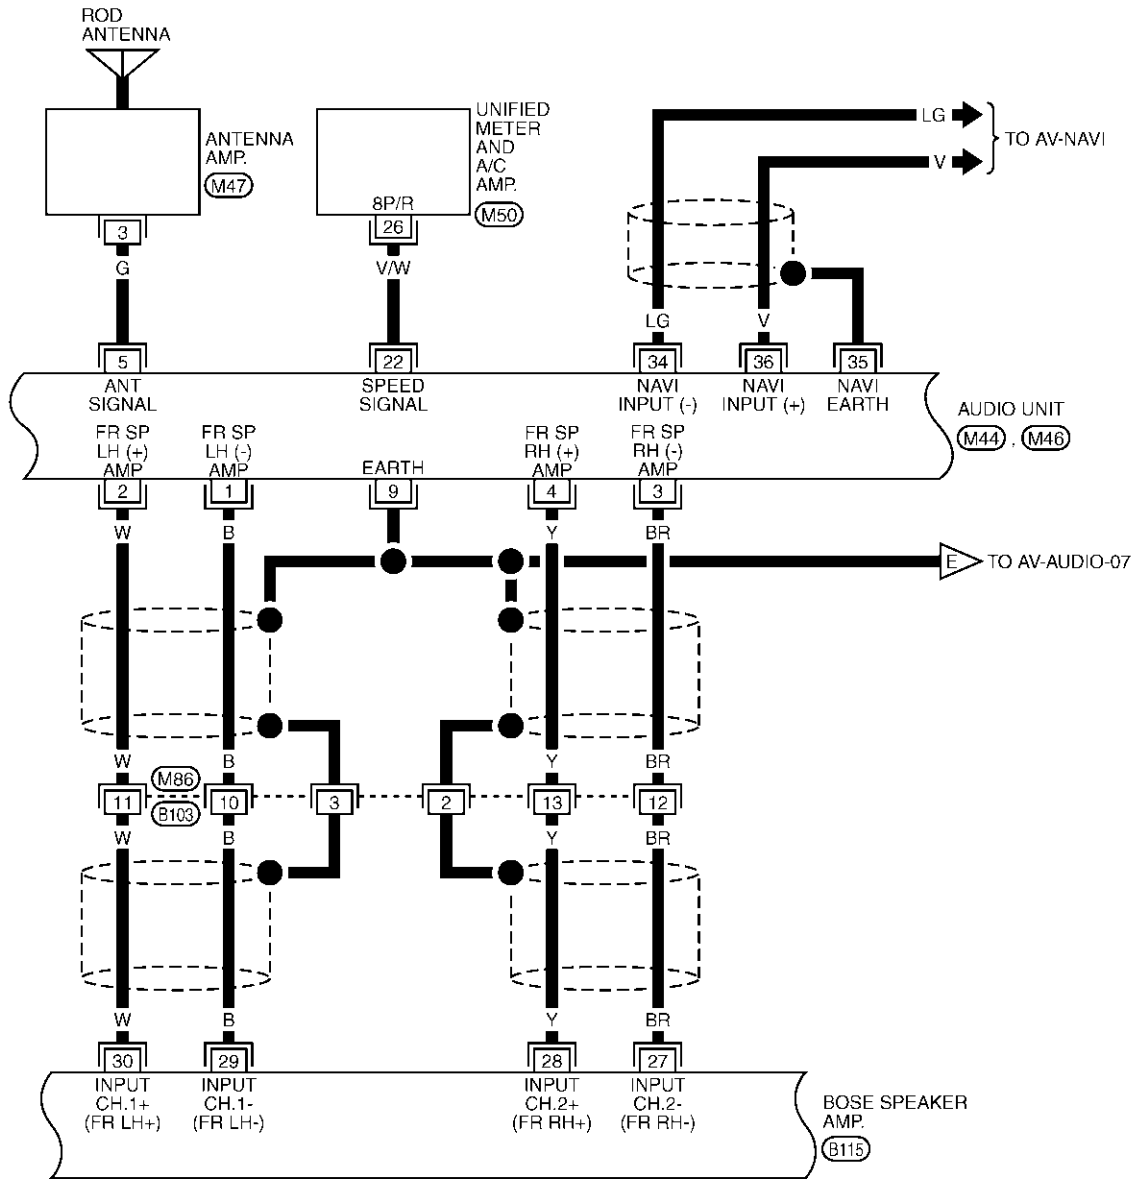 ROD
ANTENNA
ANTENNA
AMP.
M47
3
G
5
UNIFIED
METER
AND
A/C
AMP.
M50
8P/R
26
V/W
22
LG
V
TO AV-NAVI
LG
V
34
36
35
ANT
SIGNAL
SPEED
SIGNAL
NAVI
INPUT (-)
NAVI
INPUT (+)
NAVI
EARTH
AUDIO UNIT
M44 , M46
FR SP
LH (+)
AMP
FR SP
LH (-)
AMP
EARTH
FR SP
RH (+)
AMP
FR SP
RH (-)
AMP
2
1
9
4
3
W
B
Y
BR
E
TO AV-AUDIO-07
W
B
Y
BR
M86
B103
11
10
3
2
13
12
W
B
Y
BR
W
B
Y
BR
30
29
28
27
INPUT
CH.1+
(FR LH+)
INPUT
CH.1-
(FR LH-)
INPUT
CH.2+
(FR RH+)
INPUT
CH.2-
(FR RH-)
BOSE SPEAKER
AMP.
B115